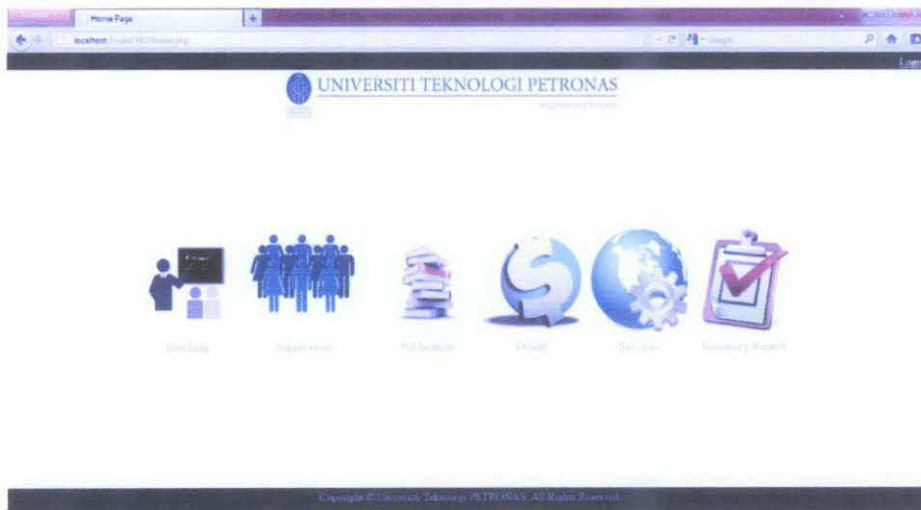 Home Page
localhost
Google
Login
UNIVERSITI TEKNOLOGI PETRONAS
Teaching
Supervision
Publication
Grant
Services
Summary Report
Copyright © Universiti Teknologi PETRONAS. All Rights Reserved.